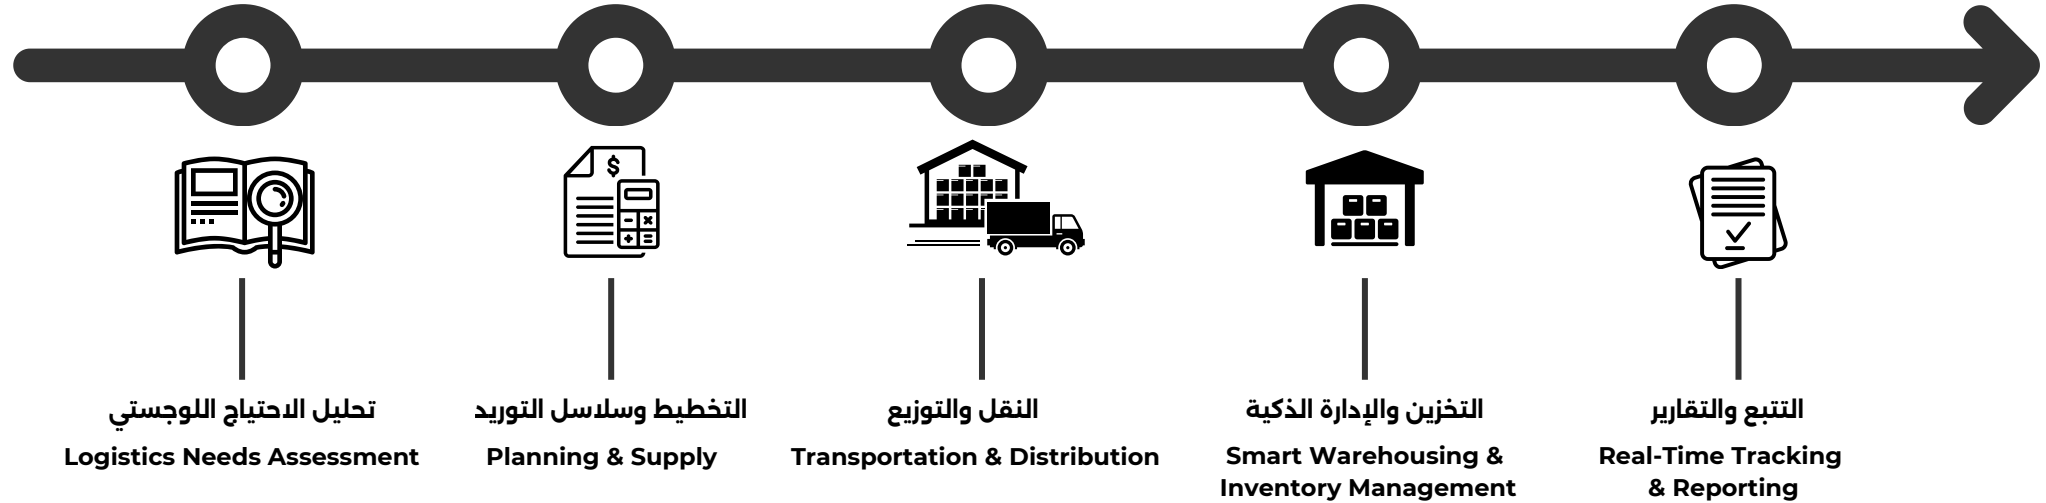 تحليل الاحتياج اللوجستي
Logistics Needs Assessment
التخطيط وسلاسل التوريد
Planning & Supply
النقل والتوزيع
Transportation & Distribution
التخزين والإدارة الذكية
Smart Warehousing &
Inventory Management
التتبع والتقارير
Real-Time Tracking
& Reporting
$